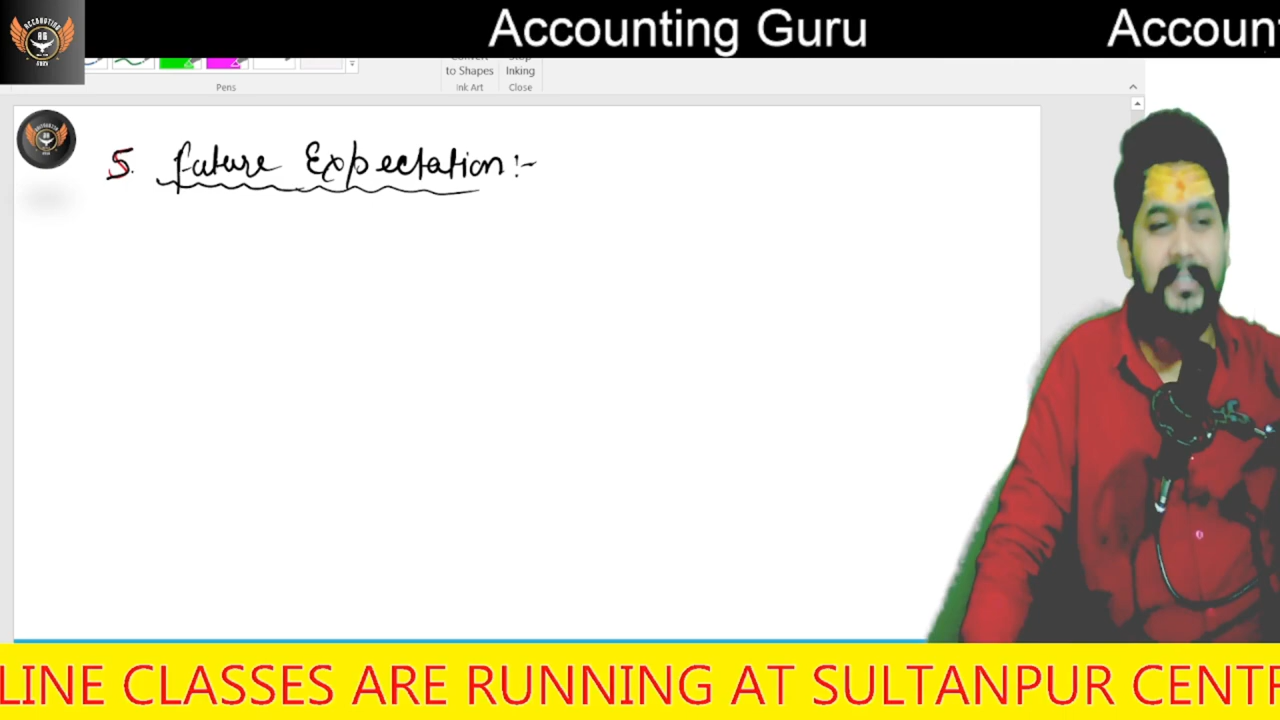 Accounting Guru
Accoun
to Shapes
Inking
Pens
Ink Art
Close
5. Future Expectation :-
LINE CLASSES ARE RUNNING AT SULTANPUR CENTR